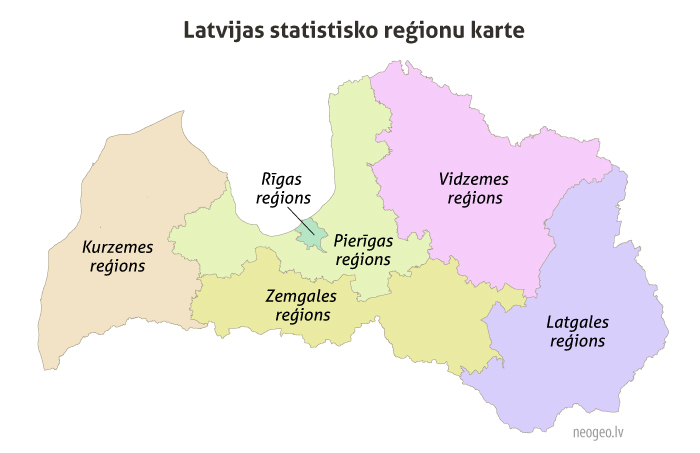 Latvijas statistisko reģionu karte
Rīgas
reģions
Vidzemes
reģions
Kurzemes
reģions
Pierīgas
reģions
Zemgales
reģions
Latgales
reģions
neogeo.lv